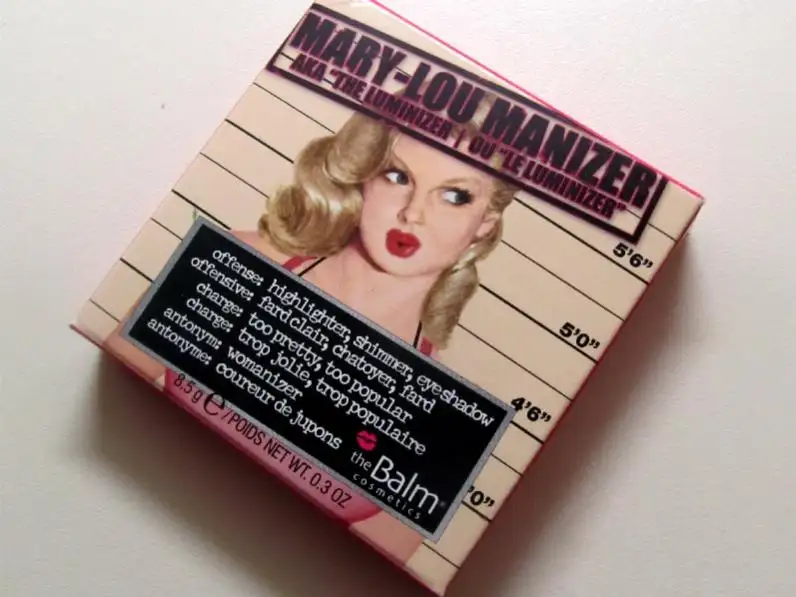 MARY-LOU MANIZER
AKA "THE LUMINIZER | OU "LE LUMINIZER"
5'6"
5'0"
4'6"
'0"
offense: highlighter, shimmer, eyeshadow
offensive: fard clair, chatoyer, fard
charge: too pretty, too popular
charge: trop jolie, trop populaire
antonym: womanizer
antonyme: coureur de jupons
theBalm
cosmetics
8.5 g e/POIDS NET WT. 0.3 OZ